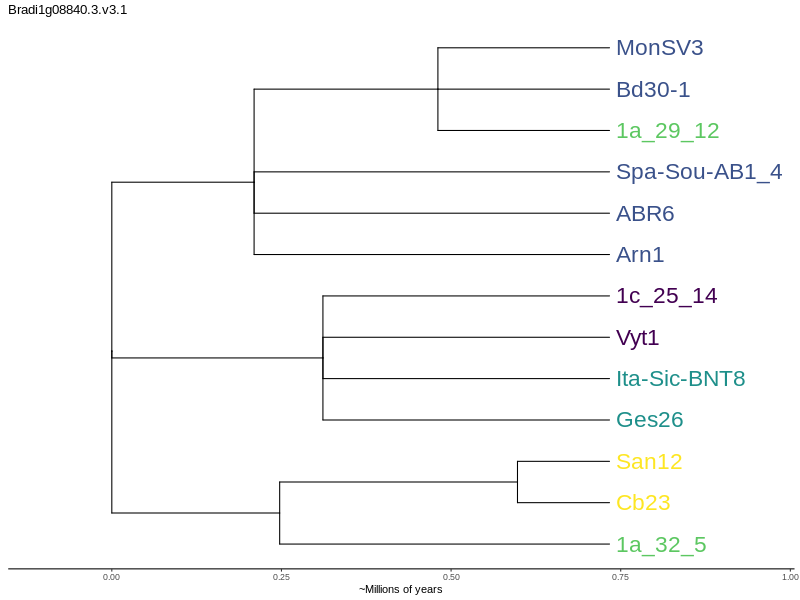 Bradi1g08840.3.v3.1
MonSV3
Bd30-1
1a_29_12
Spa-Sou-AB1_4
ABR6
Arn1
1c_25_14
Vyt1
Ita-Sic-BNT8
Ges26
San12
Cb23
1a_32_5
0.00 0.25 0.50 0.75 1.00
~Millions of years